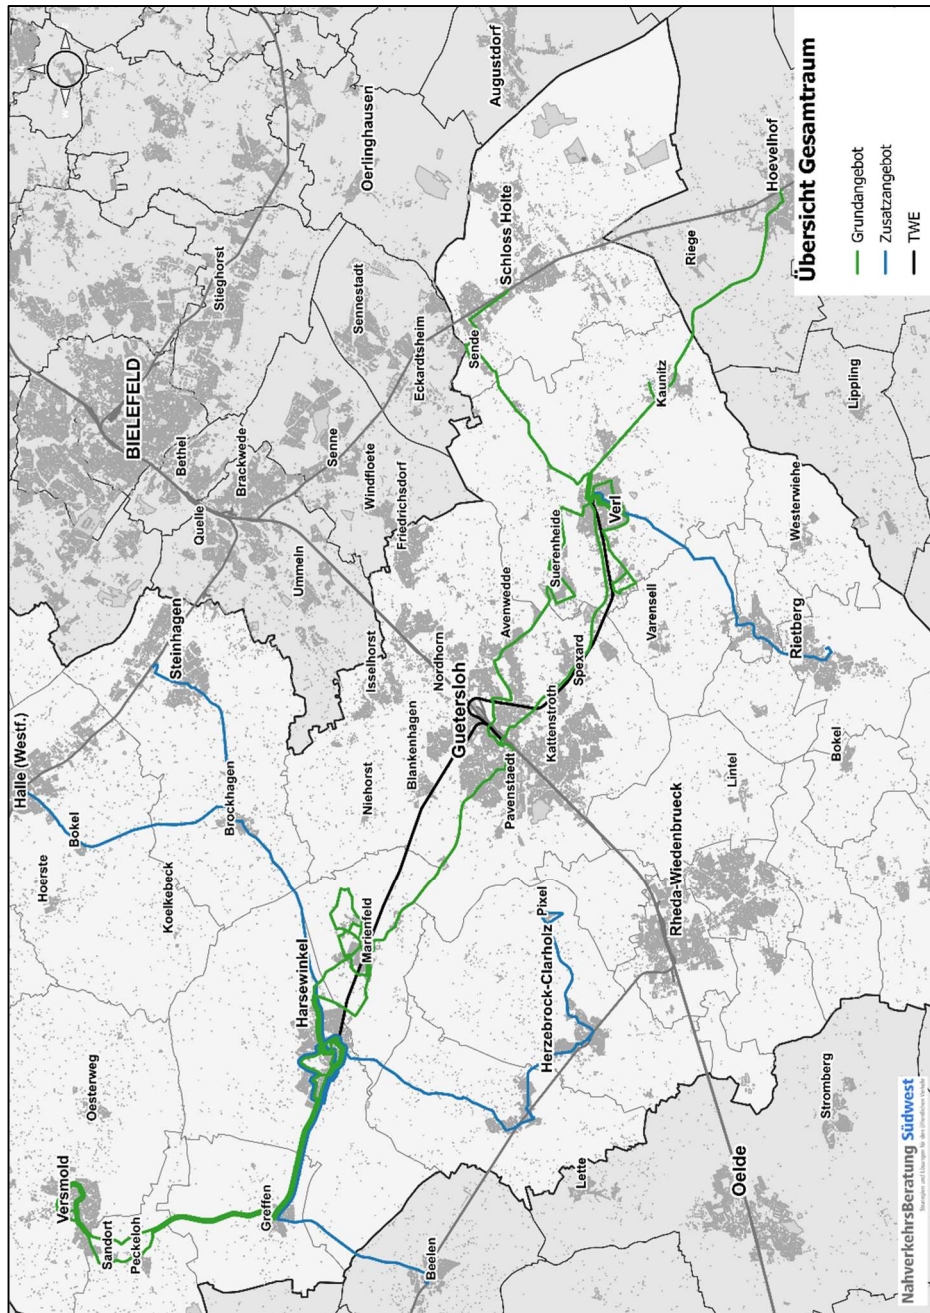 Übersicht Gesamtraum
Grundangebot
Zusatzangebot
TWE
Versmold
Oesterweg
Sandort
Peckeloh
Greffen
Beelen
Lette
Oelde
Stromberg
Hoerste
Koelkebeck
Bokel
Halle (Westf.)
Brockhagen
Steinhagen
Harsewinkel
Marienfeld
Niehorst
Blankenhagen
Isselhorst
Herzebrock-Clarholz
Pixel
Rheda-Wiedenbrueck
Guetersloh
Nordhorn
Pavenstaedt
Kattenstroth
Spexard
Avenwedde
Suerenheide
Varensell
Verl
Lintel
Bokel
Rietberg
Westerwiehe
Lippling
Kaunitz
Riege
Hoevelhof
Sende
Schloss Holte
Augustdorf
Oerlinghausen
Stieghorst
Sennestadt
Eckardtsheim
BIELEFELD
Bethel
Brackwede
Quelle
Senne
Ummeln
Windfloete
Friedrichsdorf
NahverkehrsBeratung Südwest